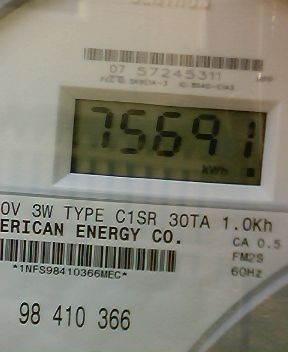 07 57245311
75691
kWh
0V 3W TYPE C1SR 30TA 1.0Kh
ERICAN ENERGY CO.
CA 0.5
*1NFS98410366MEC*
FM2S
60Hz
98 410 366